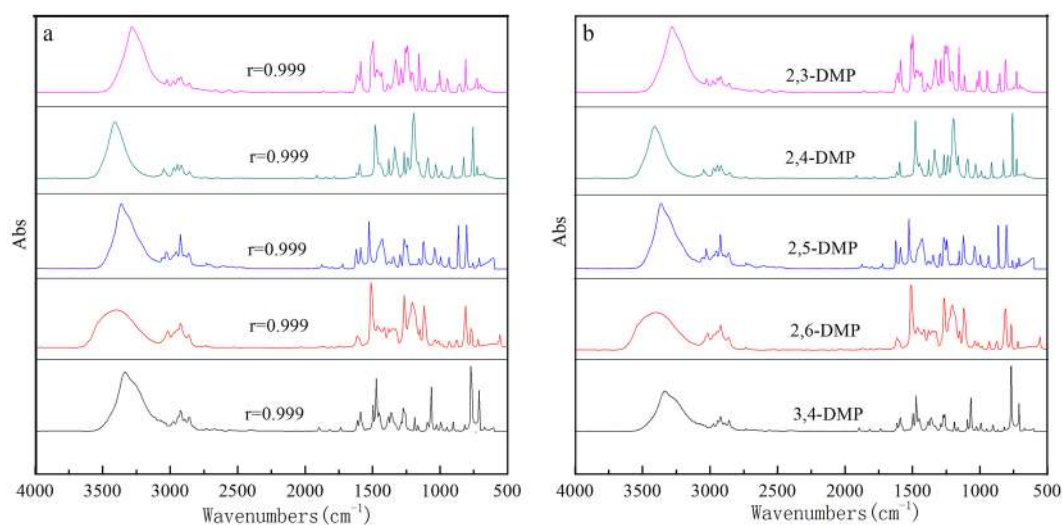 a
r=0.999
r=0.999
r=0.999
r=0.999
r=0.999
Abs
4000 3500 3000 2500 2000 1500 1000 500
Wavenumbers(cm⁻¹)
b
2,3-DMP
2,4-DMP
2,5-DMP
2,6-DMP
3,4-DMP
4000 3500 3000 2500 2000 1500 1000 500
Wavenumbers(cm⁻¹)